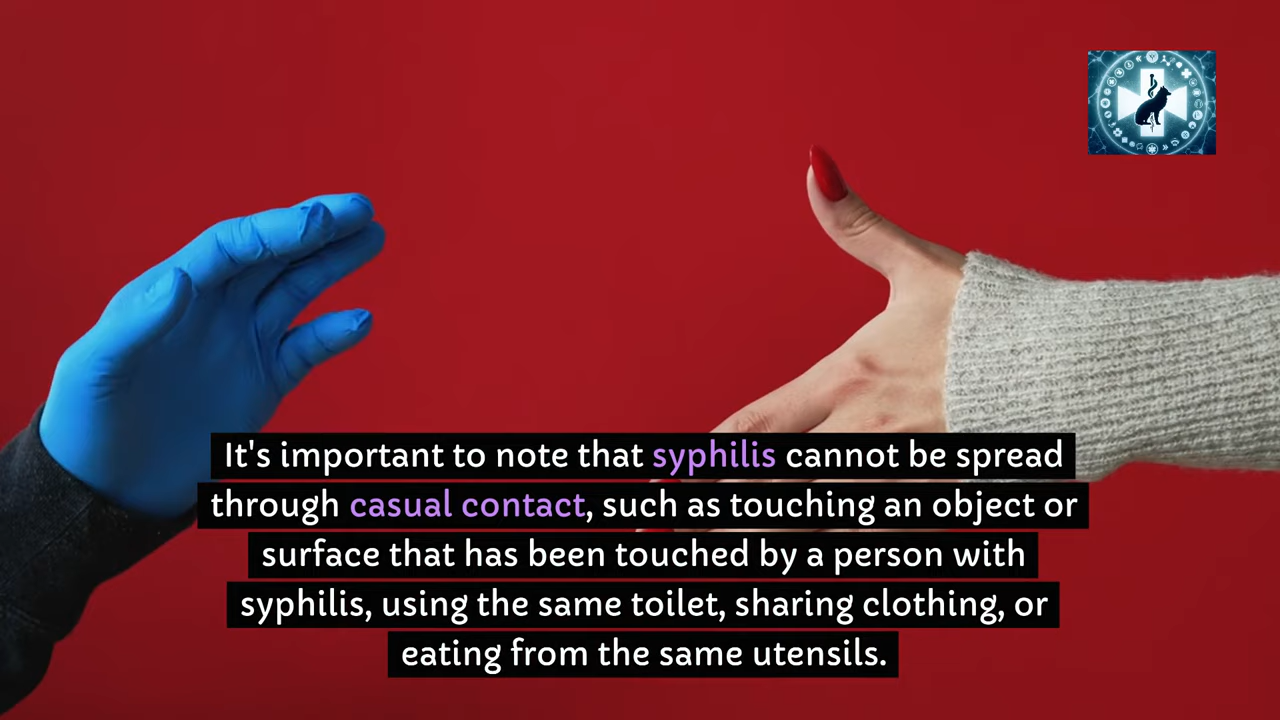 It's important to note that syphilis cannot be spread
through casual contact, such as touching an object or
surface that has been touched by a person with
syphilis, using the same toilet, sharing clothing, or
eating from the same utensils.